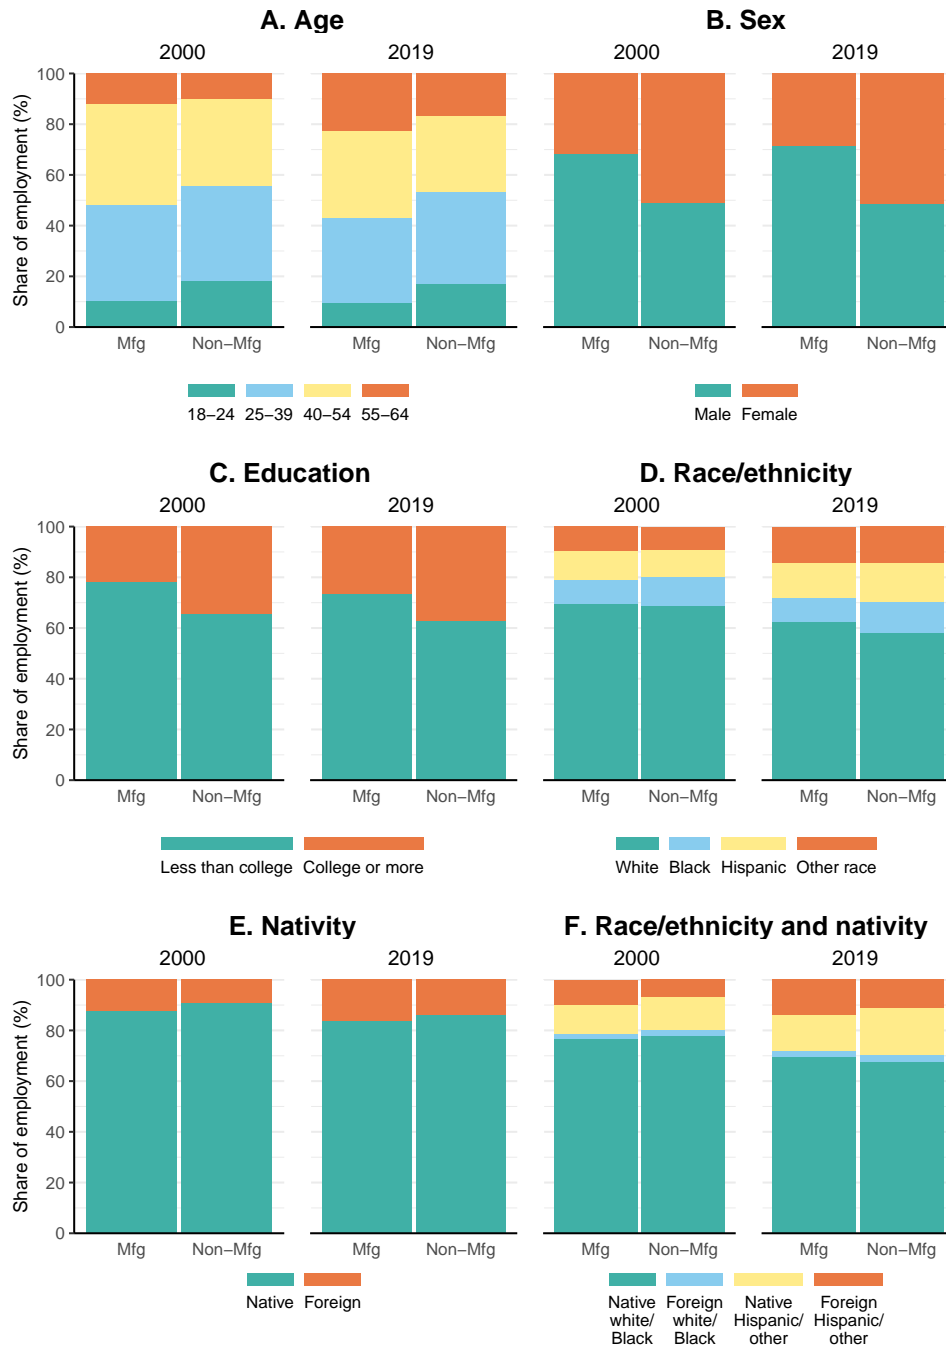 A. Age
2000 2019
Share of employment (%)
100
80
60
40
20
0
Mfg Non−Mfg Mfg Non−Mfg
18−24 25−39 40−54 55−64
B. Sex
2000 2019
Mfg Non−Mfg Mfg Non−Mfg
Male Female
C. Education
2000 2019
Share of employment (%)
100
80
60
40
20
0
Mfg Non−Mfg Mfg Non−Mfg
Less than college College or more
D. Race/ethnicity
2000 2019
Mfg Non−Mfg Mfg Non−Mfg
White Black Hispanic Other race
E. Nativity
2000 2019
Share of employment (%)
100
80
60
40
20
0
Mfg Non−Mfg Mfg Non−Mfg
Native Foreign
F. Race/ethnicity and nativity
2000 2019
Mfg Non−Mfg Mfg Non−Mfg
Native Foreign Native Foreign
white/ white/ Hispanic/ Hispanic/
Black Black other other